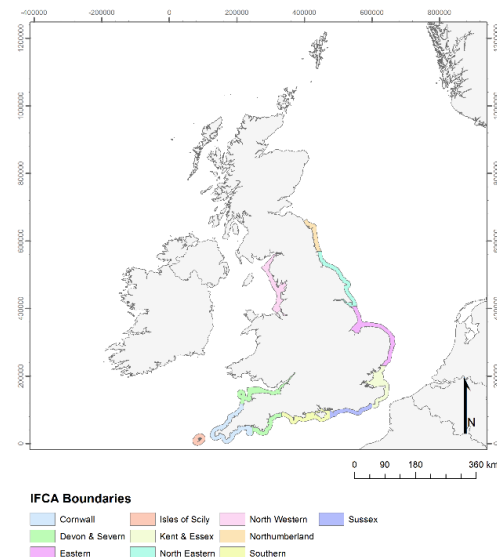 -400000 -200000 0 200000 400000 600000 800000
1200000
1000000
800000
600000
400000
200000
0
N
0 90 180 360 km
IFCA Boundaries
Cornwall Isles of Scily North Western Sussex
Devon & Severn Kent & Essex Northumberland
Eastern North Eastern Southern